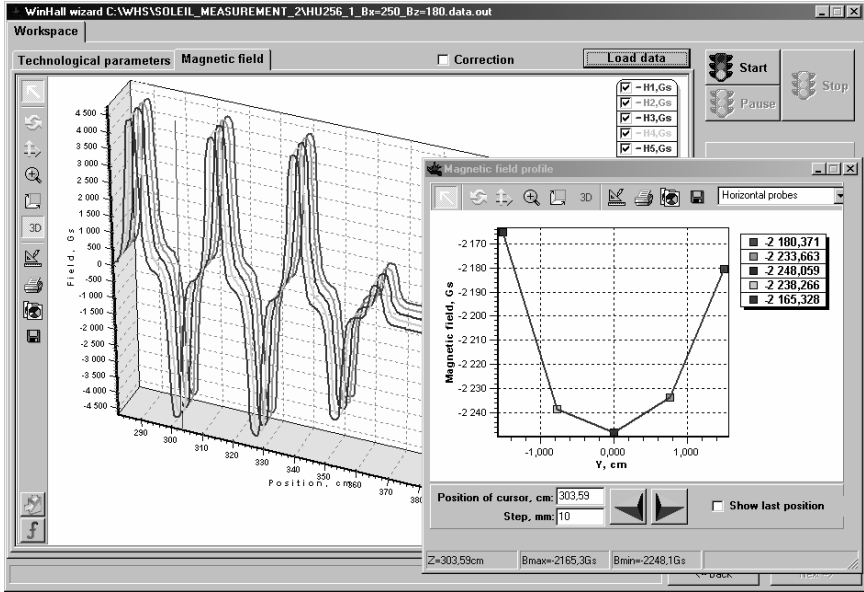 WinHall wizard C:\WHS\SOLEIL_MEASUREMENT_2\HU256_1_Bx=250_Bz=180.data.out
Workspace
Technological parameters
Magnetic field
Correction
Load data
Start
Pause
Stop
H1,Gs
H2,Gs
H3,Gs
H4,Gs
H5,Gs
3D
Field, Gs
4 500
4 000
3 500
3 000
2 500
2 000
1 500
1 000
500
0
-500
-1 000
-1 500
-2 000
-2 500
-3 000
-3 500
-4 000
-4 500
290
300
310
320
330
340
350
360
370
380
Position, cm
Magnetic field profile
3D
Horizontal probes
Magnetic field, Gs
-2 170
-2 180
-2 190
-2 200
-2 210
-2 220
-2 230
-2 240
-1,000
0,000
1,000
Y, cm
-2 180,371
-2 233,663
-2 248,059
-2 238,266
-2 165,328
Position of cursor, cm: 303,59
Step, mm: 10
Show last position
Z=303,59cm
Bmax=-2165,3Gs
Bmin=-2248,1Gs
<-- Back
Next -->